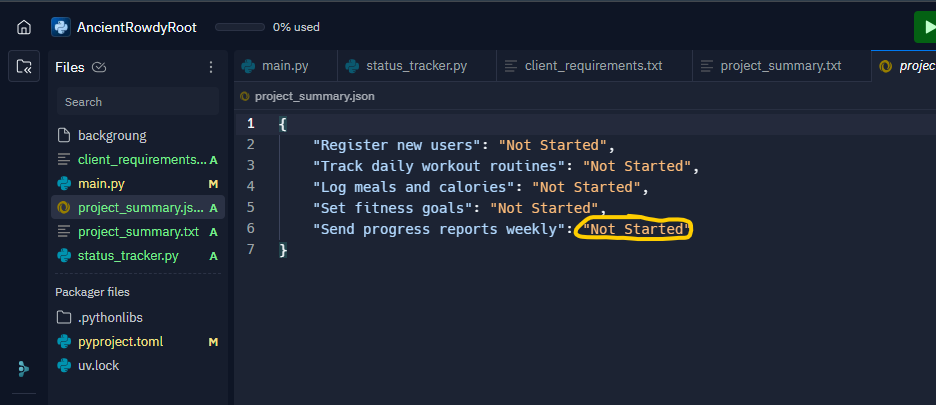 AncientRowdyRoot 0% used
Files
Search
backgroung
client_requirements... A
main.py M
project_summary.js... A
project_summary.txt A
status_tracker.py A
Packager files
.pythonlibs
pyproject.toml M
uv.lock
main.py status_tracker.py client_requirements.txt project_summary.txt projec
project_summary.json
1 {
2 "Register new users": "Not Started",
3 "Track daily workout routines": "Not Started",
4 "Log meals and calories": "Not Started",
5 "Set fitness goals": "Not Started",
6 "Send progress reports weekly": "Not Started"
7 }